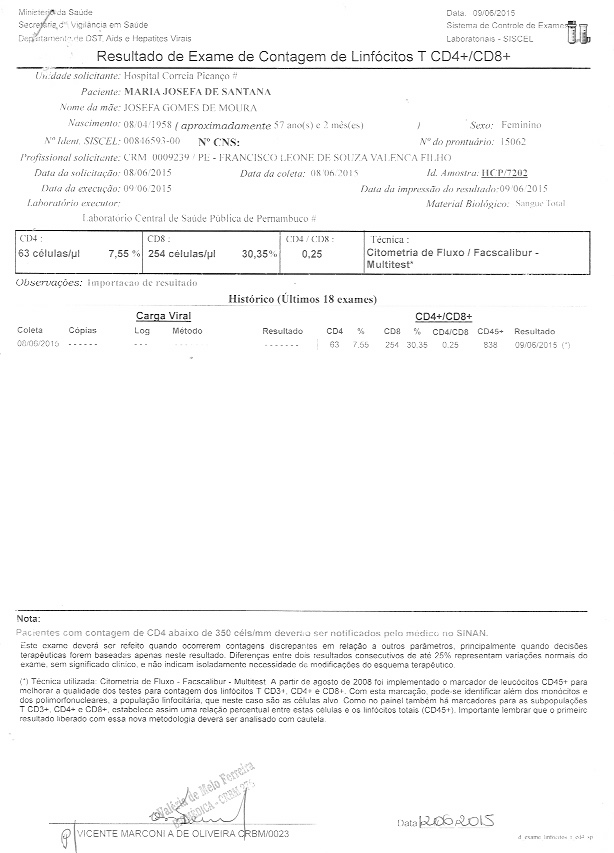 Ministério da Saúde
Secretaria de Vigilância em Saúde
Departamento de DST, Aids e Hepatites Virais
Data: 09/06/2015
Sistema de Controle de Exames
Laboratoriais - SISCEL
Resultado de Exame de Contagem de Linfócitos T CD4+/CD8+
Unidade solicitante: Hospital Correia Picanço #
Paciente: MARIA JOSEFA DE SANTANA
Nome da mãe: JOSEFA GOMES DE MOURA
Nascimento: 08/04/1958 ( aproximadamente 57 ano(s) e 2 mês(es) ) Sexo: Feminino
Nº Ident. SISCEL: 00846593-00 Nº CNS: Nº do prontuário: 15062
Profissional solicitante: CRM 0009239 / PE - FRANCISCO LEONE DE SOUZA VALENCA FILHO
Data da solicitação: 08/06/2015 Data da coleta: 08/06/2015 Id. Amostra: HCP/7202
Data da execução: 09/06/2015 Data da impressão do resultado: 09/06/2015
Laboratório executor: Material Biológico: Sangue Total
Laboratório Central de Saúde Pública de Pernambuco #
CD4 : CD8 : CD4 / CD8 : Técnica :
63 células/µl 7,55 % 254 células/µl 30,35% 0,25 Citometria de Fluxo / Facscalibur -
Multitest*
Observações: Importacao de resultado
Histórico (Últimos 18 exames)
Carga Viral CD4+/CD8+
Coleta Cópias Log Método Resultado CD4 % CD8 % CD4/CD8 CD45+ Resultado
08/06/2015 - - - - - - - - - - - - - - - - - - - - - - 63 7.55 254 30.35 0.25 838 09/06/2015 (*)
Nota:
Pacientes com contagem de CD4 abaixo de 350 céls/mm deverão ser notificados pelo médico no SINAN.
Este exame deverá ser refeito quando ocorrerem contagens discrepantes em relação a outros parâmetros, principalmente quando decisões
terapêuticas forem baseadas apenas neste resultado. Diferenças entre dois resultados consecutivos de até 25% representam variações normais do
exame, sem significado clínico, e não indicam isoladamente necessidade de modificações do esquema terapêutico.
(*) Técnica utilizada: Citometria de Fluxo - Facscalibur - Multitest. A partir de agosto de 2008 foi implementado o marcador de leucócitos CD45+ para
melhorar a qualidade dos testes para contagem dos linfócitos T CD3+, CD4+ e CD8+. Com esta marcação, pode-se identificar além dos monócitos e
dos polimorfonucleares, a população linfocitária, que neste caso são as células alvo. Como no painel também há marcadores para as subpopulações
T CD3+, CD4+ e CD8+, estabelece assim uma relação percentual entre estas células e os linfócitos totais (CD45+). Importante lembrar que o primeiro
resultado liberado com essa nova metodologia deverá ser analisado com cautela.
Valéria de Melo Ferreira
VICENTE MARCONI A DE OLIVEIRA CRBM/0023
Data 12/06/2015